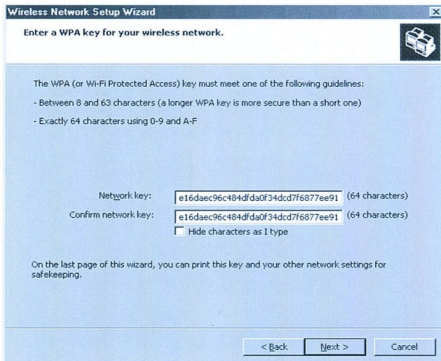 Wireless Network Setup Wizard
Enter a WPA key for your wireless network.
The WPA (or Wi-Fi Protected Access) key must meet one of the following guidelines:
- Between 8 and 63 characters (a longer WPA key is more secure than a short one)
- Exactly 64 characters using 0-9 and A-F
Network key: e16daec96c484dfda0f34dcd7f6877ee91 (64 characters)
Confirm network key: e16daec96c484dfda0f34dcd7f6877ee91 (64 characters)
Hide characters as I type
On the last page of this wizard, you can print this key and your other network settings for
safekeeping.
< Back Next > Cancel